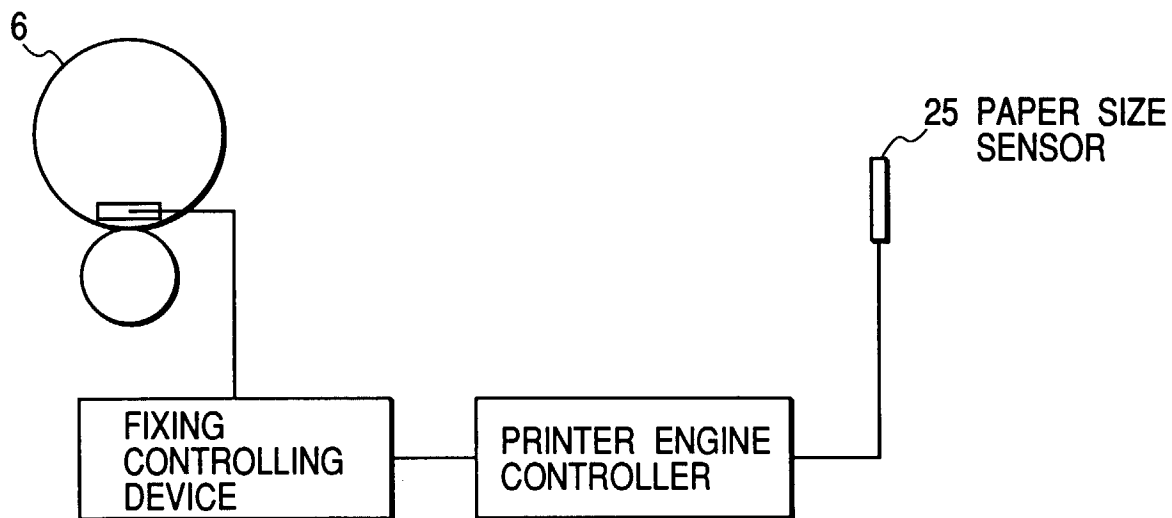 6
25 PAPER SIZE
SENSOR
FIXING
CONTROLLING
DEVICE
PRINTER ENGINE
CONTROLLER